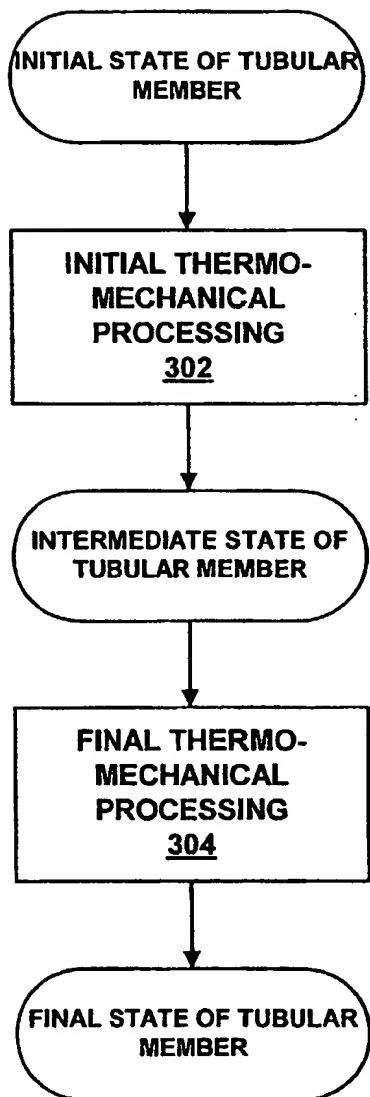 INITIAL STATE OF TUBULAR
MEMBER
INITIAL THERMO-
MECHANICAL
PROCESSING
302
INTERMEDIATE STATE OF
TUBULAR MEMBER
FINAL THERMO-
MECHANICAL
PROCESSING
304
FINAL STATE OF TUBULAR
MEMBER